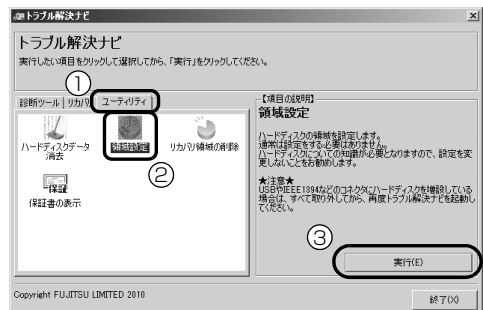 トラブル解決ナビ
トラブル解決ナビ
実行したい項目をクリックして選択してから、「実行」をクリックしてください。
①
診断ツール リカバリ ユーティリティ
ハードディスクデータ消去
領域設定
リカバリ領域の削除
②
保証
保証書の表示
【項目の説明】
領域設定
ハードディスクの領域を設定します。
通常は設定をする必要はありません。
ハードディスクについての知識が必要となりますので、設定を変
更しないことをお勧めします。
★注意★
USBやIEEE1394などのコネクタにハードディスクを増設している
場合は、すべて取り外してから、再度トラブル解決ナビを起動し
てください。
③
実行(E)
Copyright FUJITSU LIMITED 2010
終了(X)